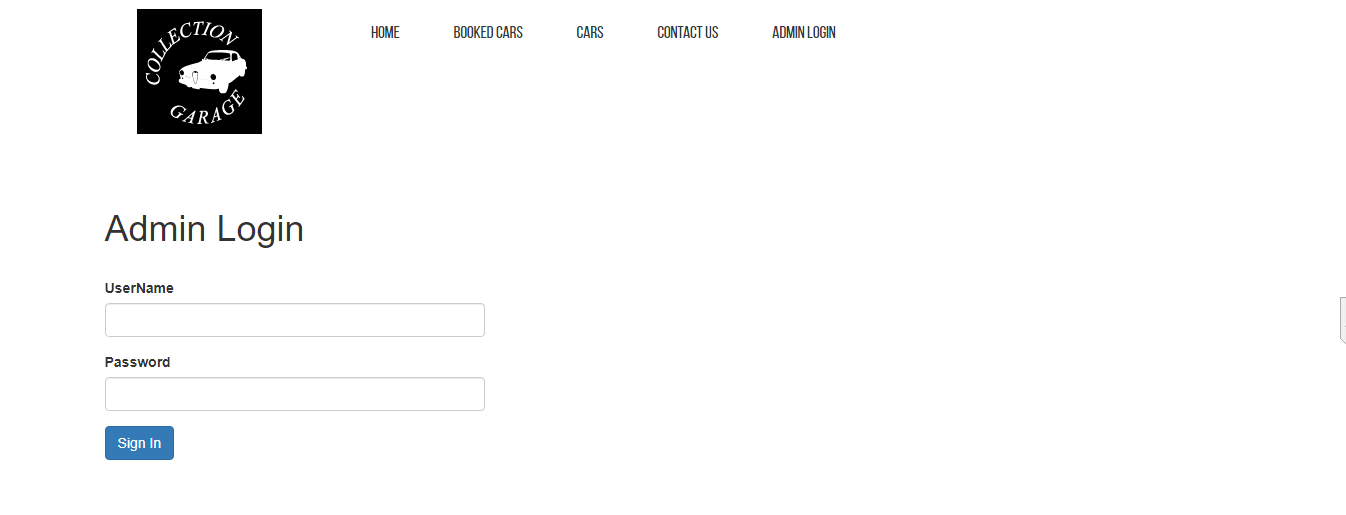 COLLECTION
GARAGE
HOME BOOKED CARS CARS CONTACT US ADMIN LOGIN
Admin Login
UserName
Password
Sign In